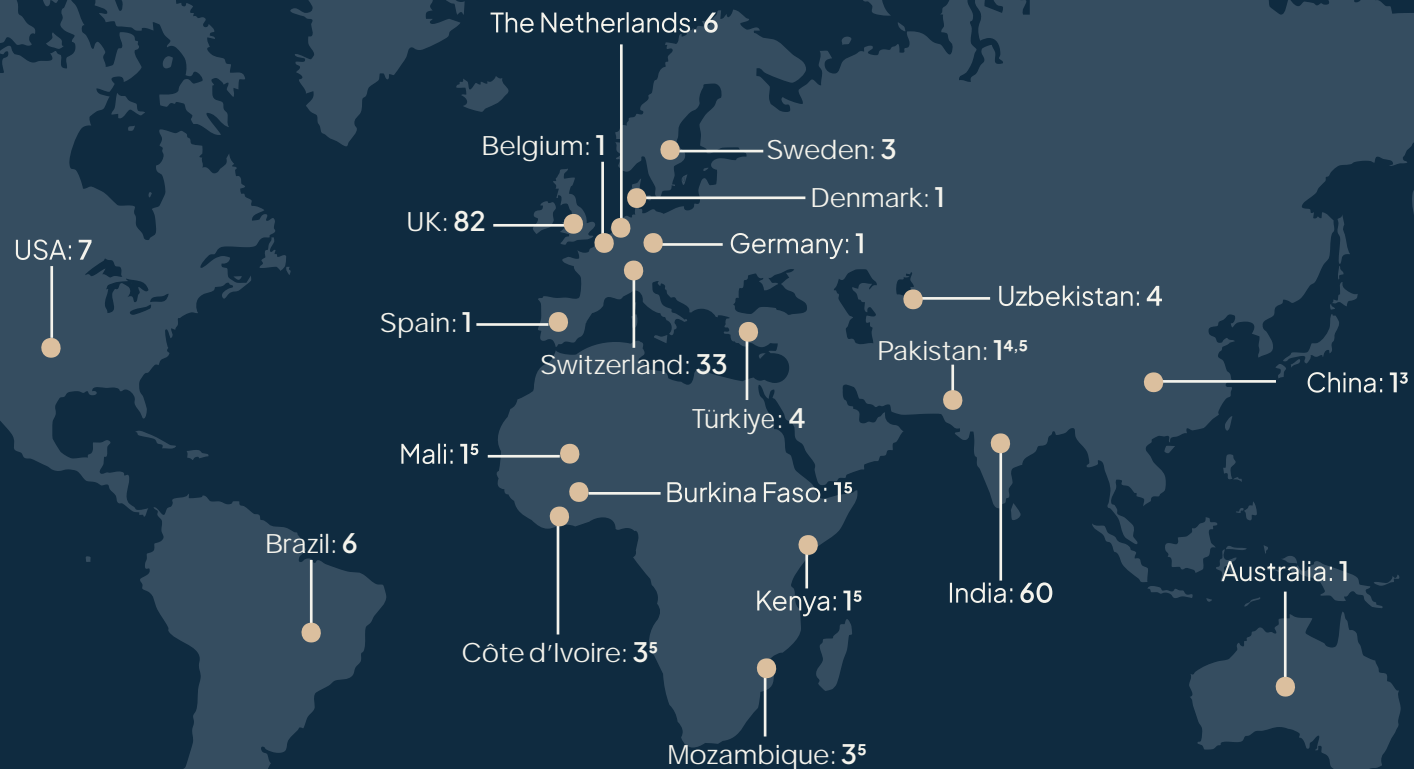 The Netherlands: 6
Belgium: 1
Sweden: 3
Denmark: 1
UK: 82
Germany: 1
USA: 7
Uzbekistan: 4
Spain: 1
Pakistan: 1⁴,⁵
Switzerland: 33
China: 1³
Türkiye: 4
Mali: 1⁵
Burkina Faso: 1⁵
Brazil: 6
Australia: 1
Kenya: 1⁵
India: 60
Côte d’Ivoire: 3⁵
Mozambique: 3⁵